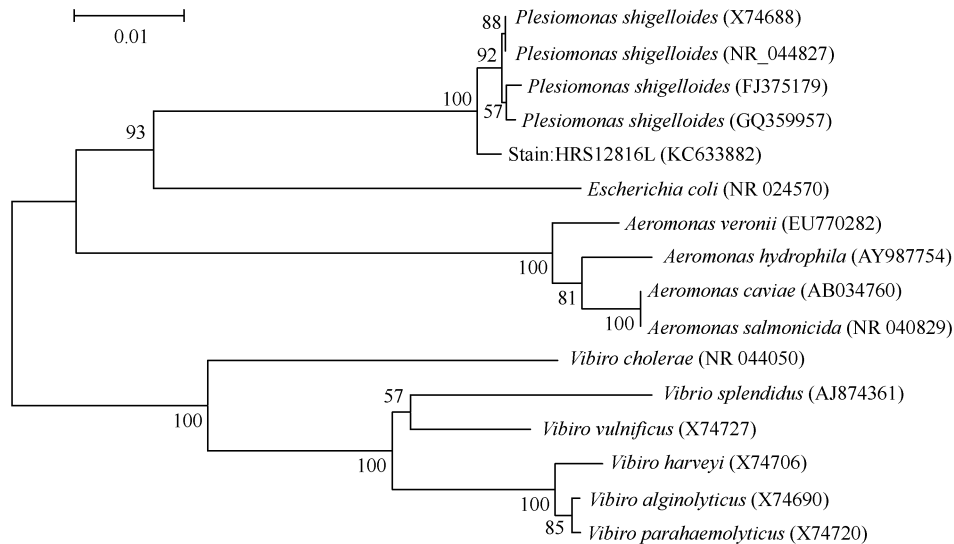 88
Plesiomonas shigelloides (X74688)
0.01
92
Plesiomonas shigelloides (NR_044827)
Plesiomonas shigelloides (FJ375179)
100
57
Plesiomonas shigelloides (GQ359957)
93
Stain:HRS12816L (KC633882)
Escherichia coli (NR 024570)
Aeromonas veronii (EU770282)
100
Aeromonas hydrophila (AY987754)
81
Aeromonas caviae (AB034760)
100
Aeromonas salmonicida (NR 040829)
Vibiro cholerae (NR 044050)
100
57
Vibrio splendidus (AJ874361)
Vibiro vulnificus (X74727)
100
Vibiro harveyi (X74706)
100
Vibiro alginolyticus (X74690)
85
Vibiro parahaemolyticus (X74720)